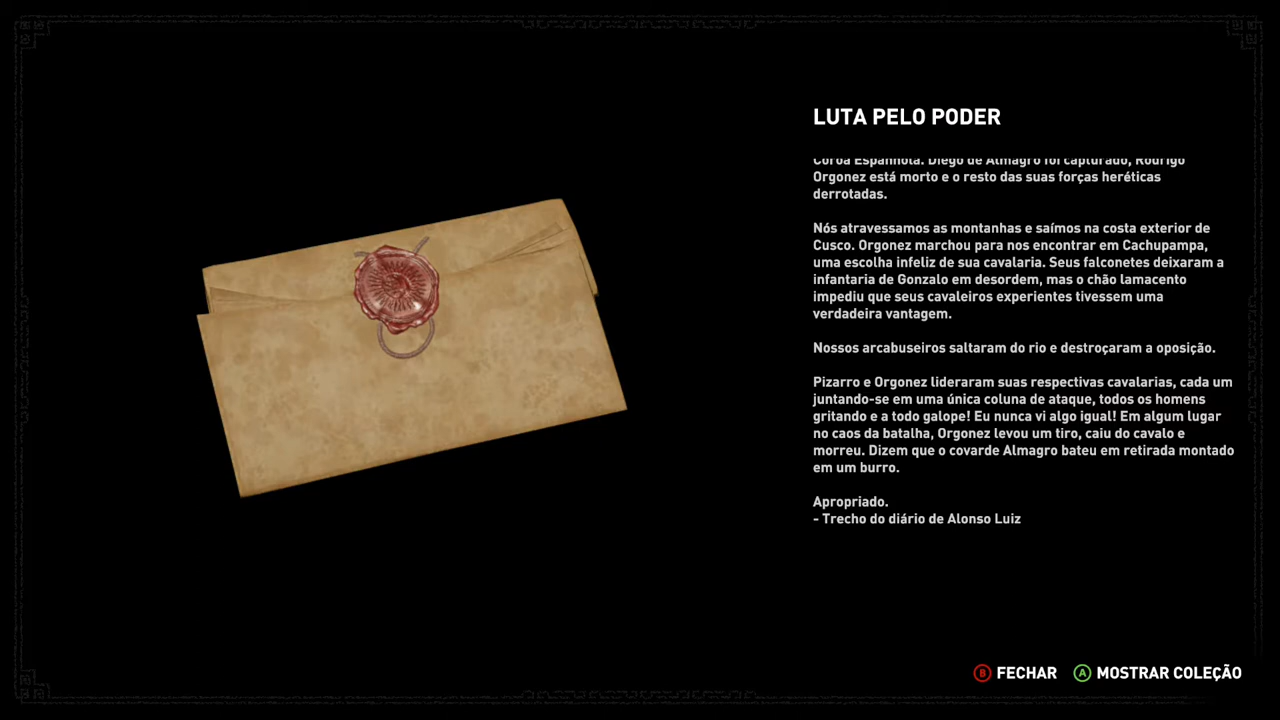 LUTA PELO PODER
Coroa Espanhola. Diego de Almagro foi capturado, Rodrigo
Orgonez está morto e o resto das suas forças heréticas
derrotadas.
Nós atravessamos as montanhas e saímos na costa exterior de
Cusco. Orgonez marchou para nos encontrar em Cachupampa,
uma escolha infeliz de sua cavalaria. Seus falconetes deixaram a
infantaria de Gonzalo em desordem, mas o chão lamacento
impediu que seus cavaleiros experientes tivessem uma
verdadeira vantagem.
Nossos arcabuseiros saltaram do rio e destroçaram a oposição.
Pizarro e Orgonez lideraram suas respectivas cavalarias, cada um
juntando-se em uma única coluna de ataque, todos os homens
gritando e a todo galope! Eu nunca vi algo igual! Em algum lugar
no caos da batalha, Orgonez levou um tiro, caiu do cavalo e
morreu. Dizem que o covarde Almagro bateu em retirada montado
em um burro.
Apropriado.
- Trecho do diário de Alonso Luiz
B FECHAR A MOSTRAR COLEÇÃO